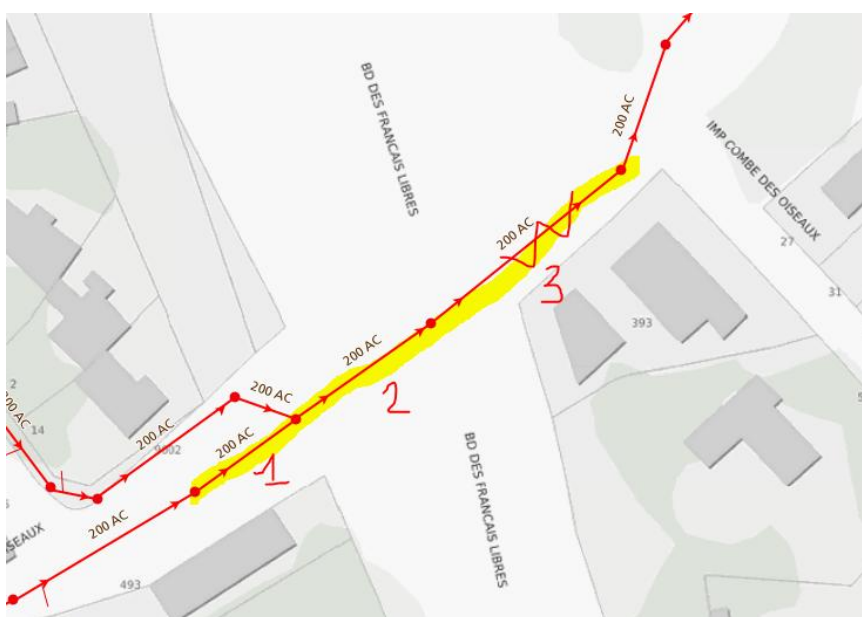 BD DES FRANCAIS LIBRES
200 AC
IMP COMBE DES OISEAUX
200 AC
27
31
3
393
200 AC
2
2
200 AC
200 AC
14
200 AC
200 AC
1
9002
BD DES FRANCAIS LIBRES
200 AC
493